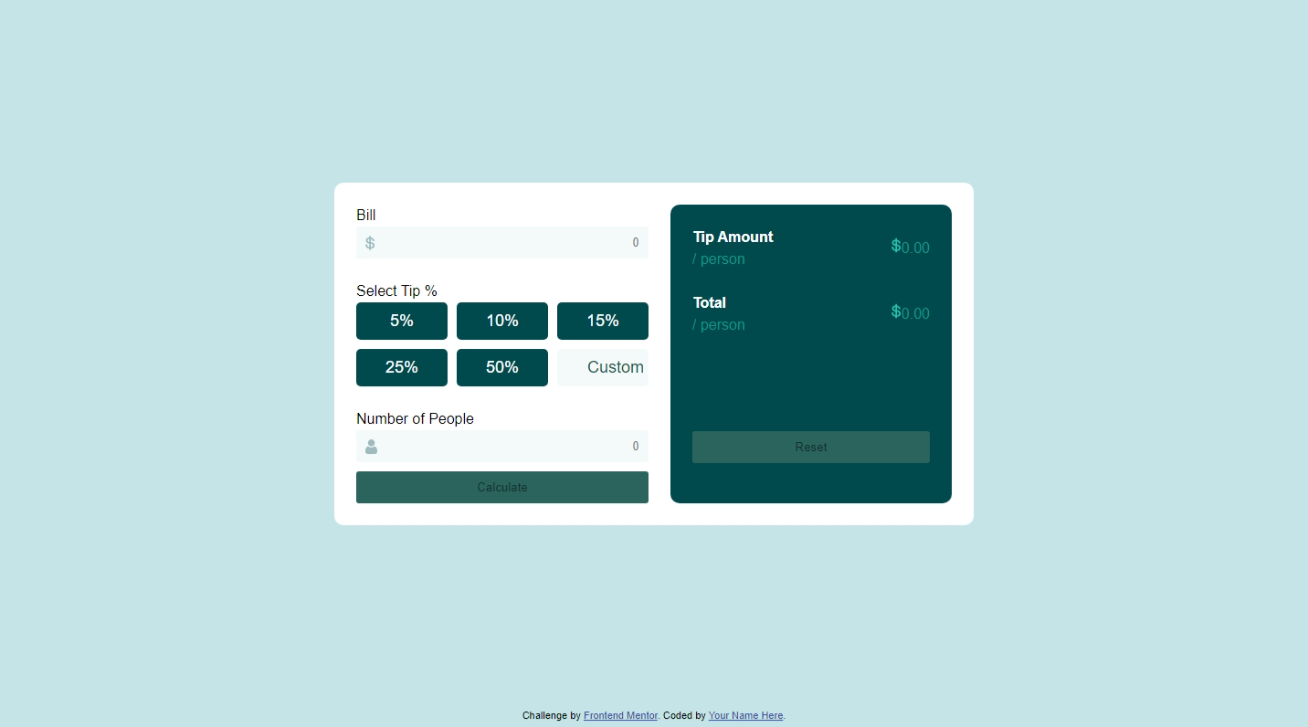 Bill
$ 0
Select Tip %
5% 10% 15%
25% 50% Custom
Number of People
0
Calculate
Tip Amount
/ person
$0.00
Total
/ person
$0.00
Reset
Challenge by Frontend Mentor. Coded by Your Name Here.